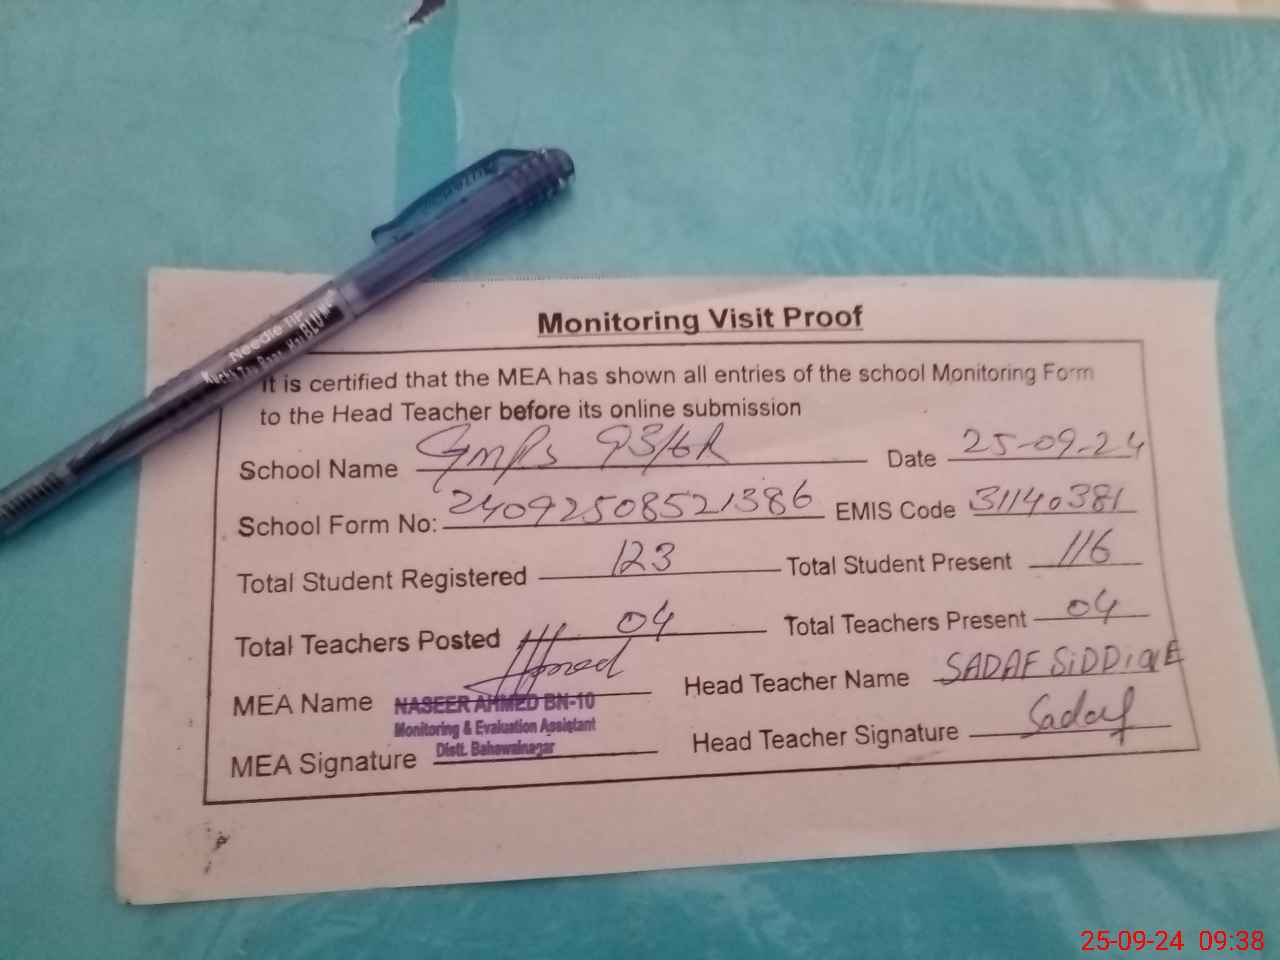 Needle TIP
Monitoring Visit Proof
It is certified that the MEA has shown all entries of the school Monitoring Form
to the Head Teacher before its online submission
School Name GMPS 93/6R Date 25-09-24
School Form No: 24092508521386 EMIS Code 31140381
Total Student Registered 123 Total Student Present 116
Total Teachers Posted 04 Total Teachers Present 04
MEA Name Head Teacher Name SADAF SiDDiQUE
NASEER AHMED BN-10
Monitoring & Evaluation Assistant
Distt. Bahawalnagar
MEA Signature Head Teacher Signature Sadaf
25-09-24 09:38